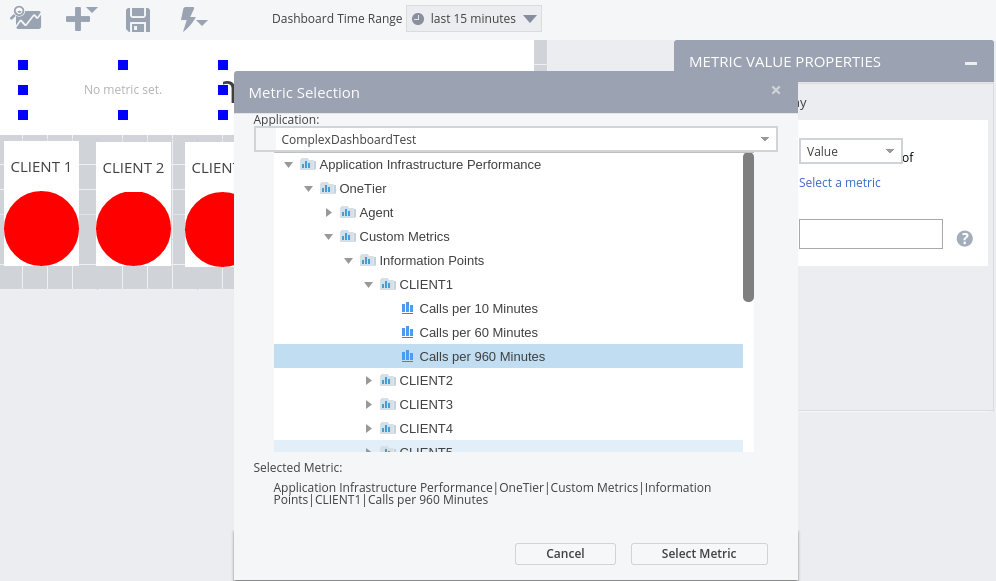 Dashboard Time Range last 15 minutes
METRIC VALUE PROPERTIES
No metric set.
Metric Selection
Application:
ComplexDashboardTest
Value
of
Select a metric
?
CLIENT 1 CLIENT 2
Application Infrastructure Performance
OneTier
Agent
Custom Metrics
Information Points
CLIENT1
Calls per 10 Minutes
Calls per 60 Minutes
Calls per 960 Minutes
CLIENT2
CLIENT3
CLIENT4
CLIENT5
Selected Metric:
Application Infrastructure Performance|OneTier|Custom Metrics|Information
Points|CLIENT1|Calls per 960 Minutes
Cancel Select Metric